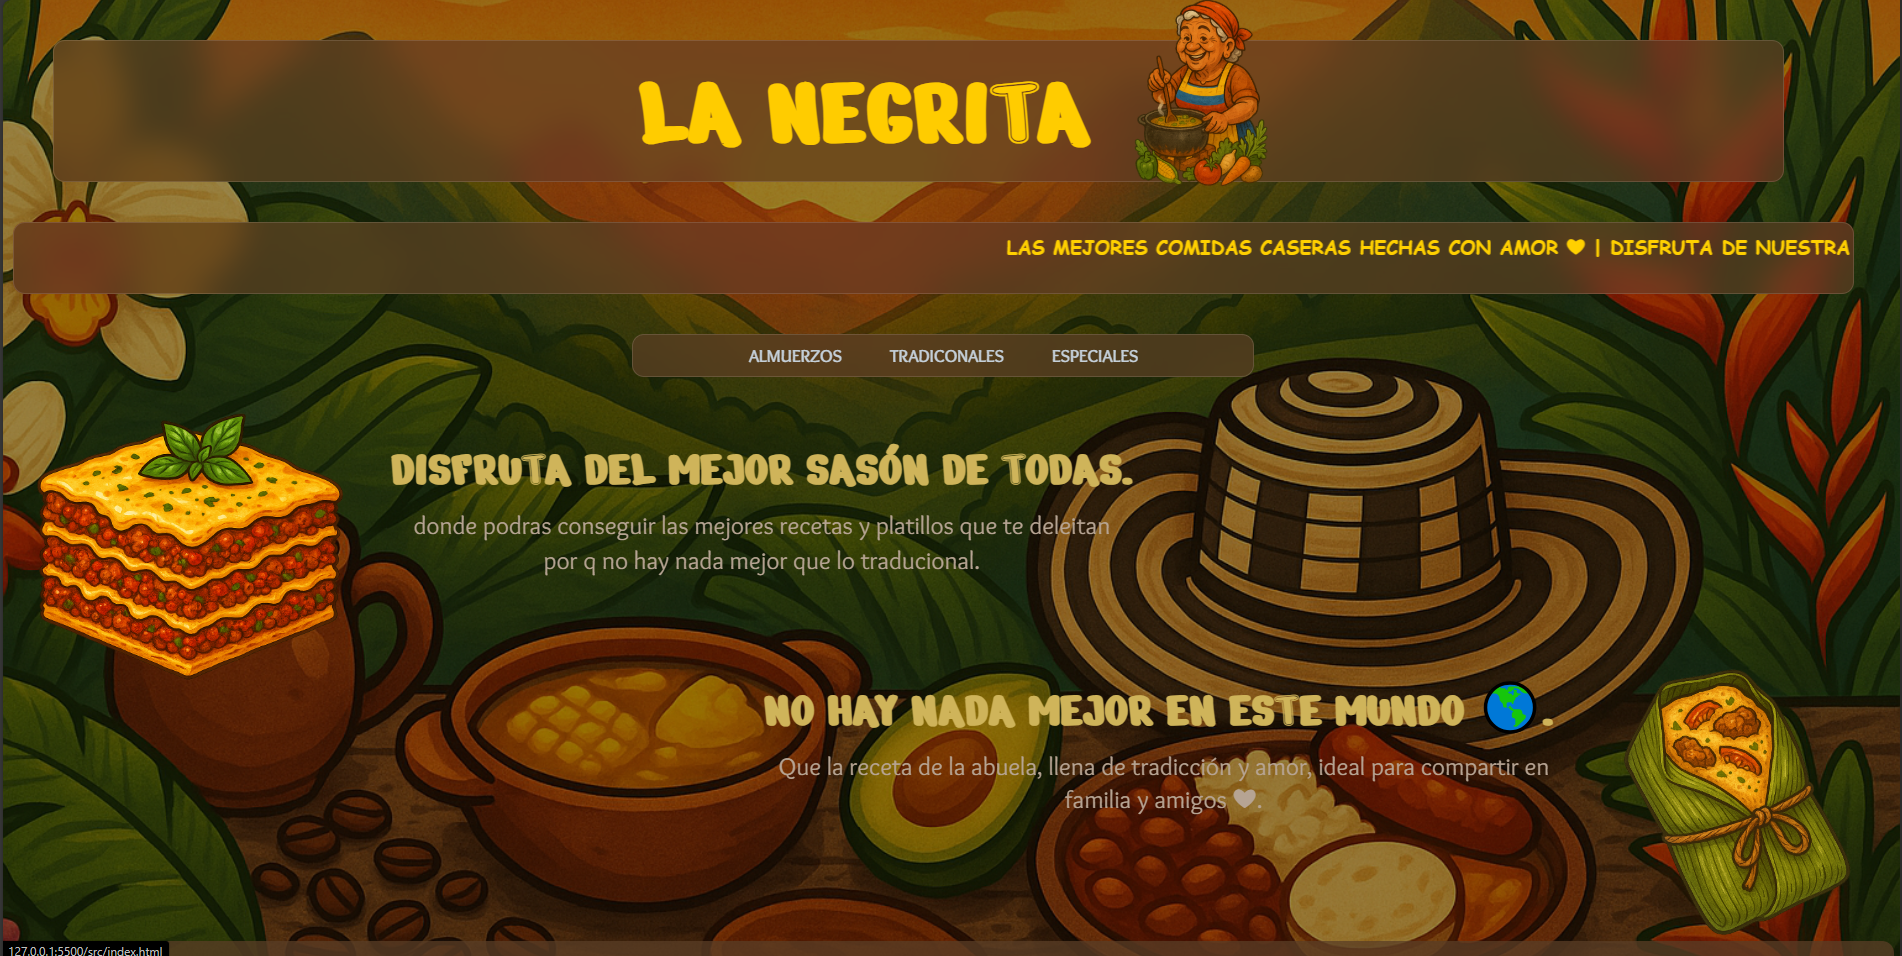 LA NEGRITA
LAS MEJORES COMIDAS CASERAS HECHAS CON AMOR ♥ | DISFRUTA DE NUESTRA
ALMUERZOS TRADICONALES ESPECIALES
DISFRUTA DEL MEJOR SASÓN DE TODAS.
donde podras conseguir las mejores recetas y platillos que te deleitan
por q no hay nada mejor que lo traducional.
NO HAY NADA MEJOR EN ESTE MUNDO 🌎.
Que la receta de la abuela, llena de tradicción y amor, ideal para compartir en
familia y amigos ♥.
127.0.0.1:5500/src/index.html